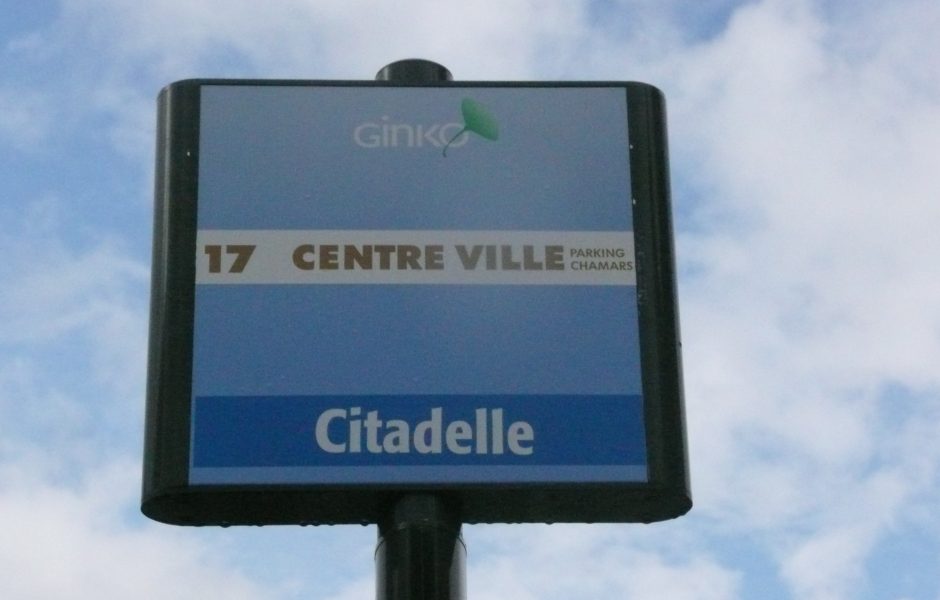 GINKO
17 CENTRE VILLE PARKING
CHAMARS
Citadelle